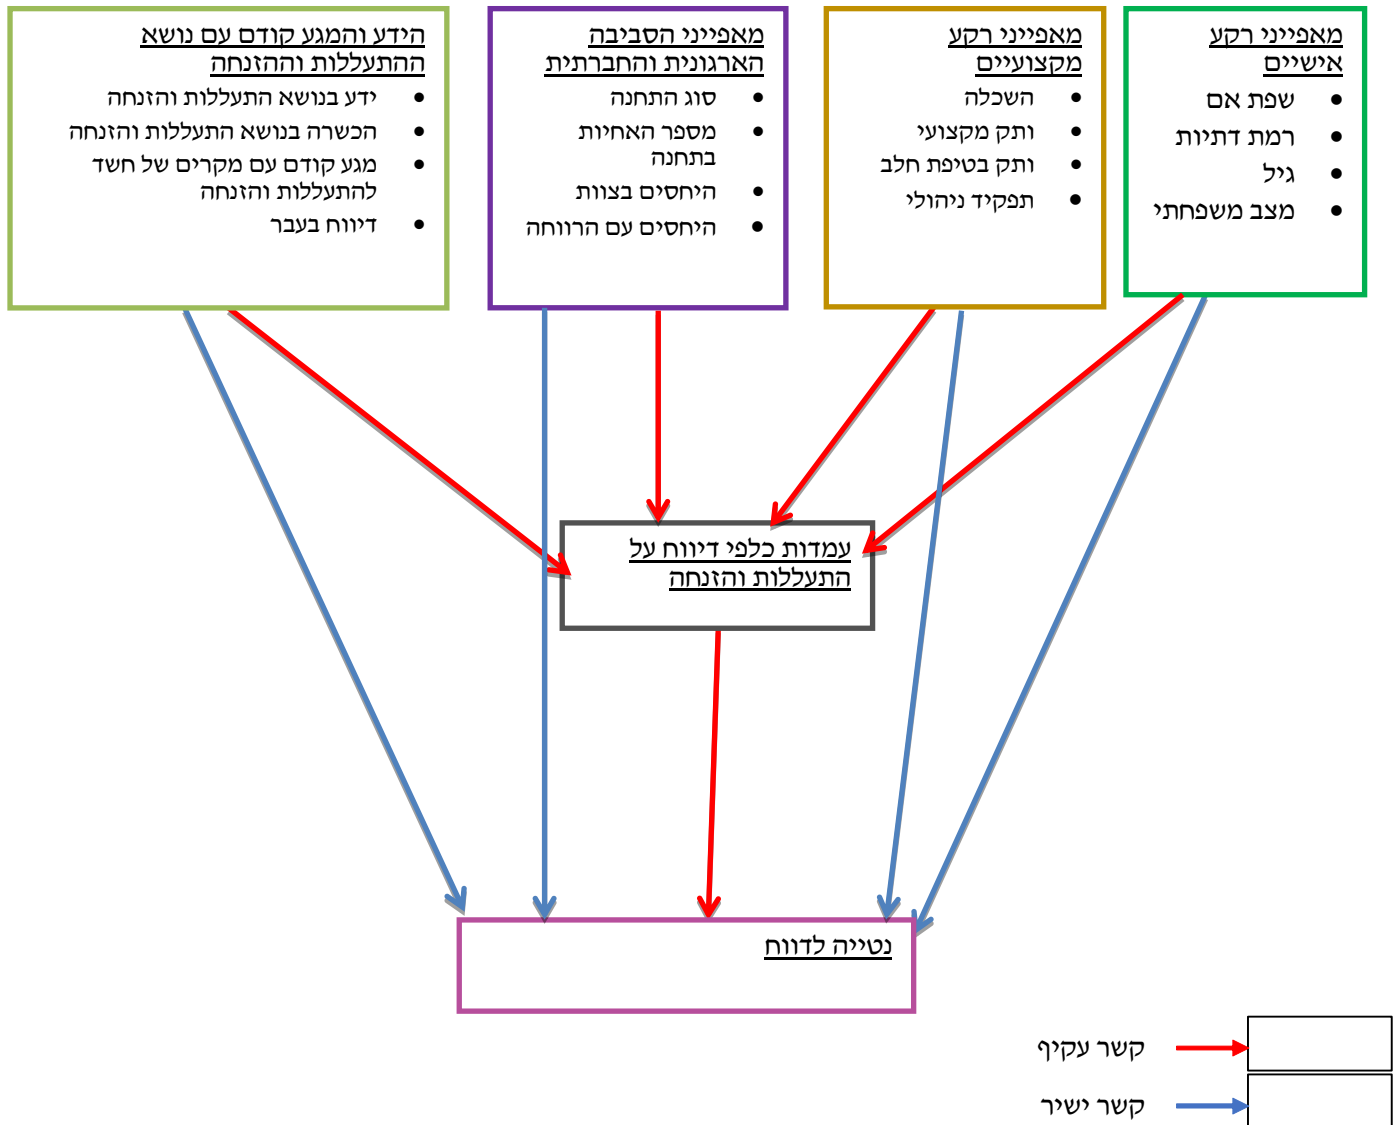 מאפייני רקע
אישיים
שפת אם
רמת דתיות
גיל
מצב משפחתי
מאפייני רקע
מקצועיים
השכלה
ותק מקצועי
ותק בטיפת חלב
תפקיד ניהולי
מאפייני הסביבה
הארגונית והחברתית
סוג התחנה
מספר האחיות
בתחנה
היחסים בצוות
היחסים עם הרווחה
הידע והמגע קודם עם נושא
ההתעללות וההזנחה
ידע בנושא התעללות והזנחה
הכשרה בנושא התעללות והזנחה
מגע קודם עם מקרים של חשד
להתעללות והזנחה
דיווח בעבר
עמדות כלפי דיווח על
התעללות והזנחה
נטייה לדווח
קשר עקיף
קשר ישיר